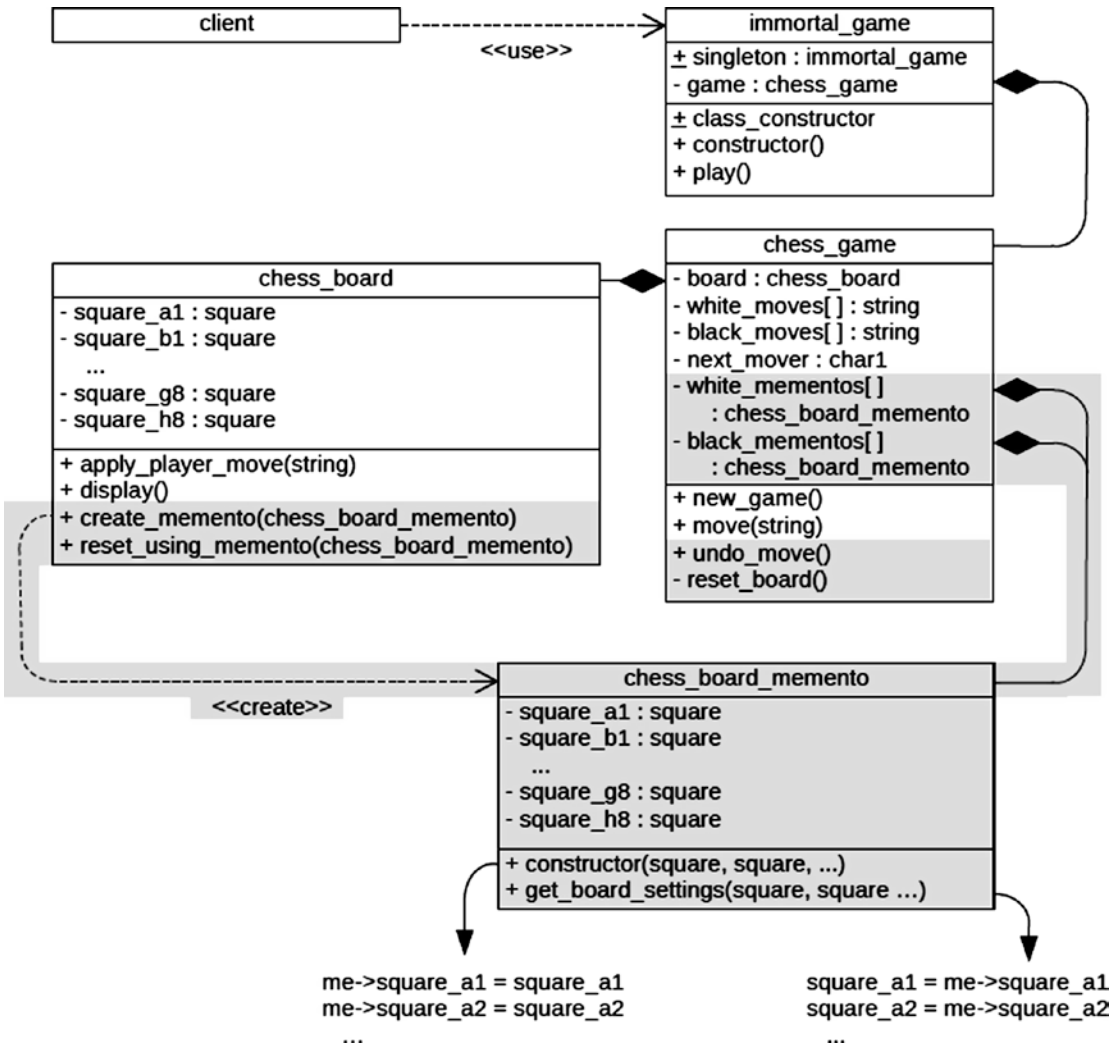 client
<<use>>
immortal_game
+ singleton : immortal_game
- game : chess_game
+ class_constructor
+ constructor()
+ play()
chess_board
- square_a1 : square
- square_b1 : square
...
- square_g8 : square
- square_h8 : square
+ apply_player_move(string)
+ display()
+ create_memento(chess_board_memento)
+ reset_using_memento(chess_board_memento)
chess_game
- board : chess_board
- white_moves[ ] : string
- black_moves[ ] : string
- next_mover : char1
- white_mementos[ ]
: chess_board_memento
- black_mementos[ ]
: chess_board_memento
+ new_game()
+ move(string)
+ undo_move()
- reset_board()
<<create>>
chess_board_memento
- square_a1 : square
- square_b1 : square
...
- square_g8 : square
- square_h8 : square
+ constructor(square, square, ...)
+ get_board_settings(square, square ...)
me->square_a1 = square_a1
me->square_a2 = square_a2
...
square_a1 = me->square_a1
square_a2 = me->square_a2
...